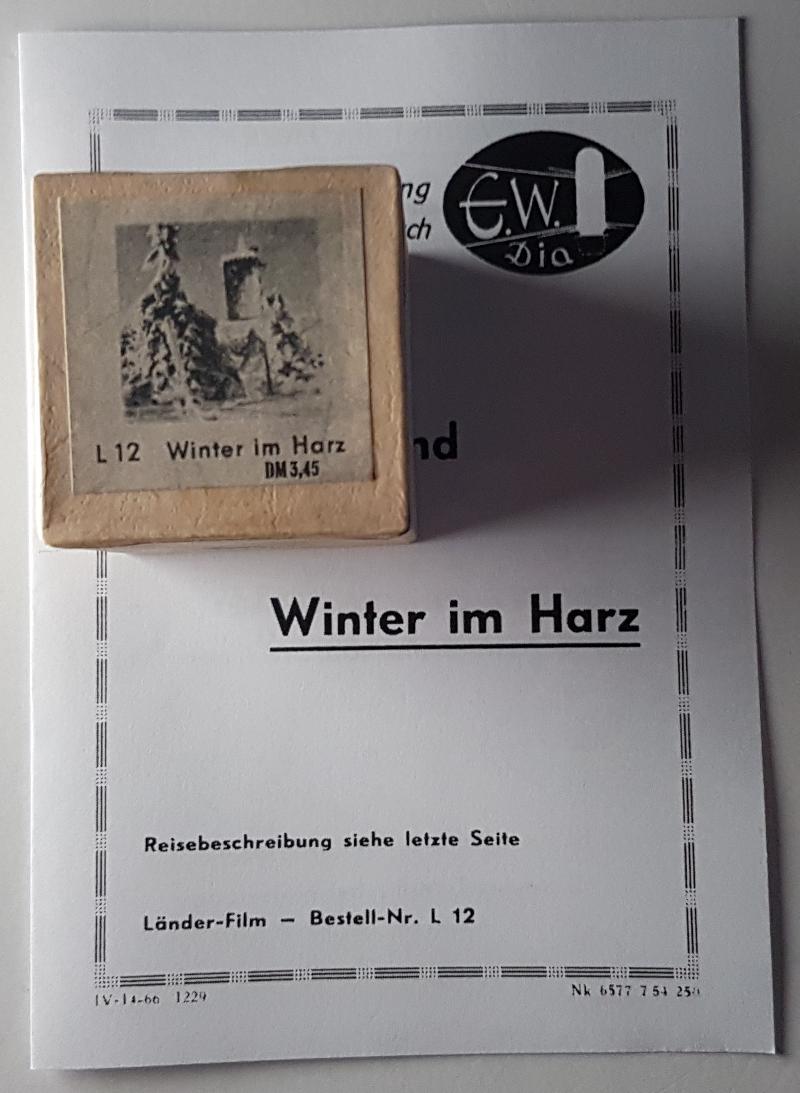 ng
ch
E.W.
Dia
L 12 Winter im Harz
DM 3,45
nd
Winter im Harz
Reisebeschreibung siehe letzte Seite
Länder-Film — Bestell-Nr. L 12
IV-14-66 1229
Nk 6577 7 54